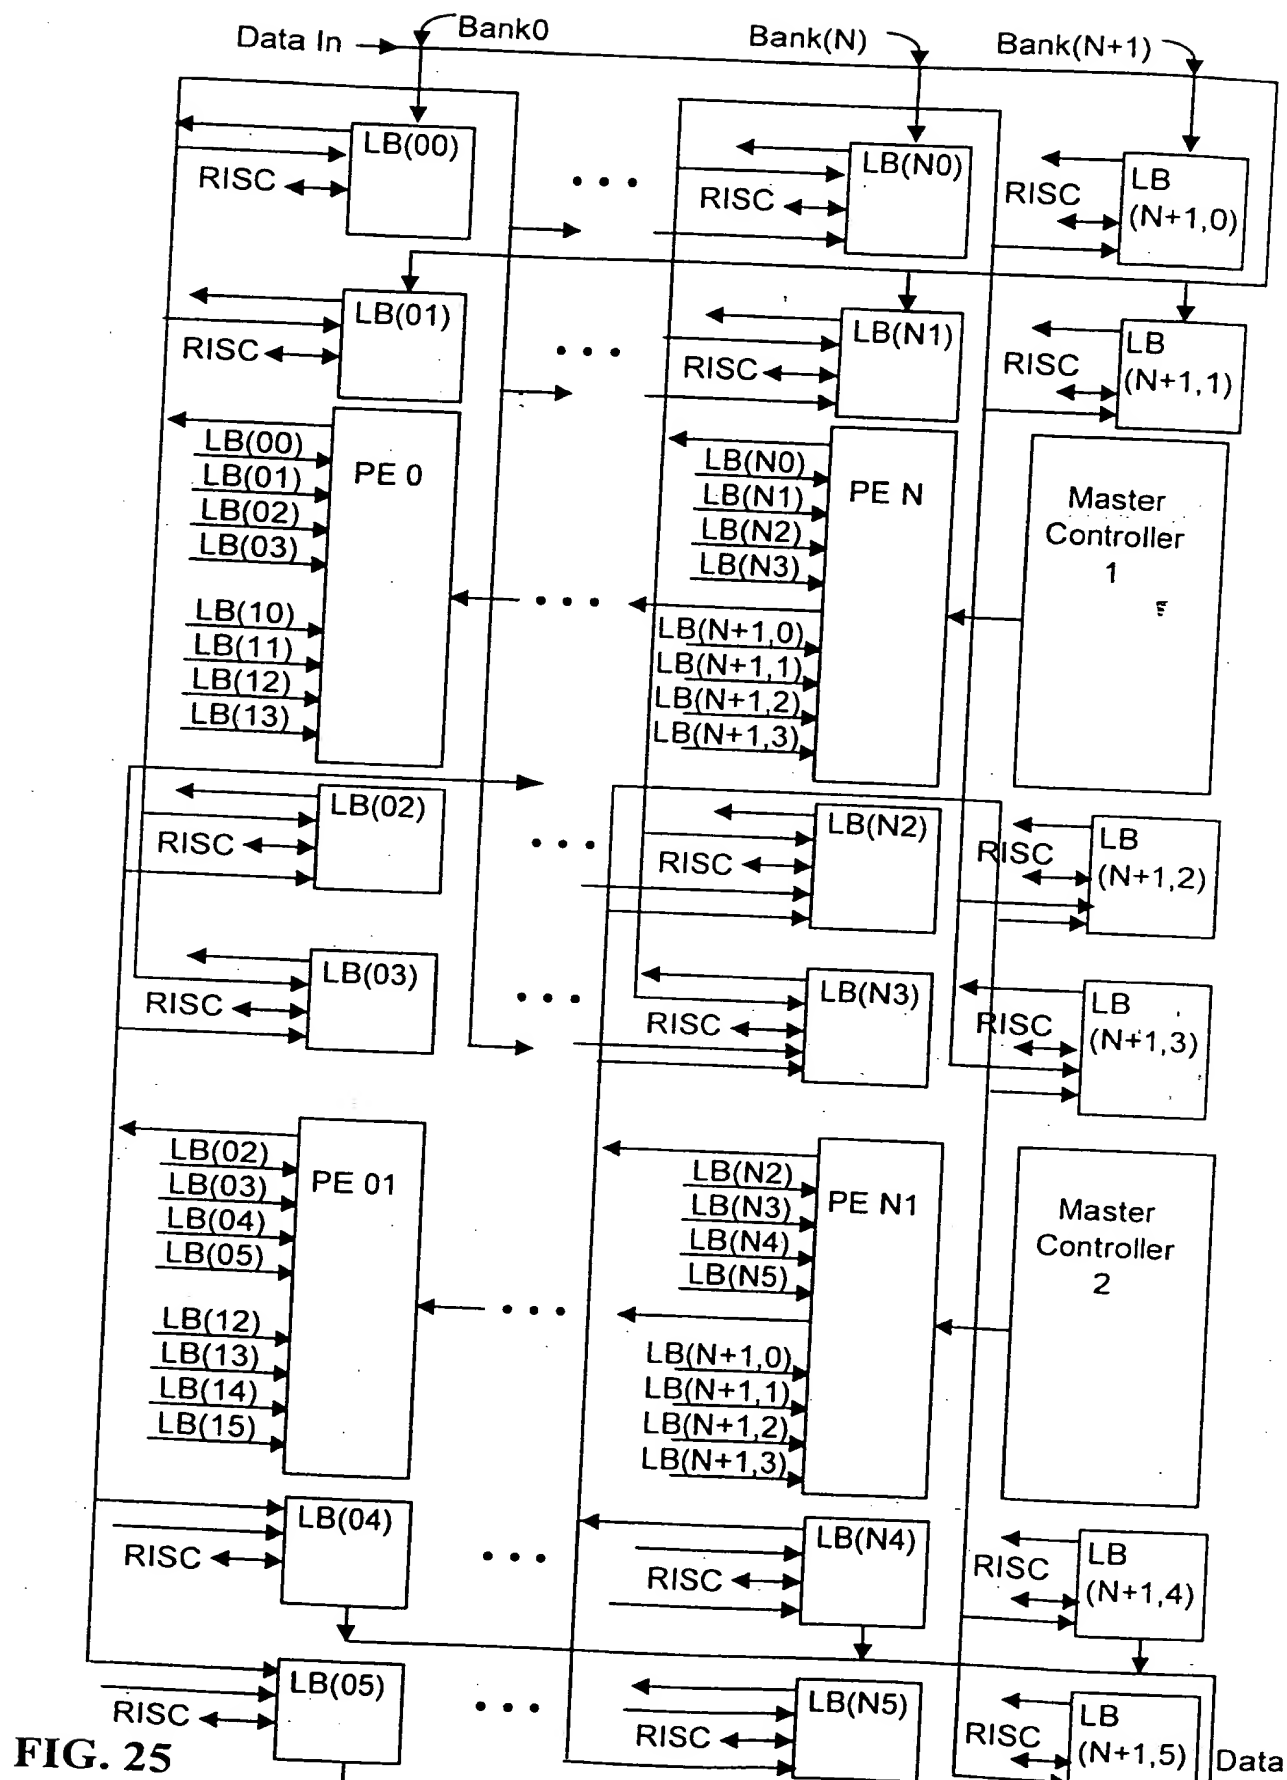 Data In
Bank0
Bank(N)
Bank(N+1)
LB(00)
RISC
LB(N0)
RISC
LB
(N+1,0)
RISC
LB(01)
RISC
LB(N1)
RISC
LB
(N+1,1)
RISC
PE 0
LB(00)
LB(01)
LB(02)
LB(03)
LB(10)
LB(11)
LB(12)
LB(13)
PE N
LB(N0)
LB(N1)
LB(N2)
LB(N3)
LB(N+1,0)
LB(N+1,1)
LB(N+1,2)
LB(N+1,3)
Master
Controller
1
LB(02)
RISC
LB(N2)
RISC
LB
(N+1,2)
RISC
LB(03)
RISC
LB(N3)
RISC
LB
(N+1,3)
RISC
PE 01
LB(02)
LB(03)
LB(04)
LB(05)
LB(12)
LB(13)
LB(14)
LB(15)
PE N1
LB(N2)
LB(N3)
LB(N4)
LB(N5)
LB(N+1,0)
LB(N+1,1)
LB(N+1,2)
LB(N+1,3)
Master
Controller
2
LB(04)
RISC
LB(N4)
RISC
LB
(N+1,4)
RISC
LB(05)
RISC
LB(N5)
RISC
LB
(N+1,5)
RISC
Data
FIG. 25